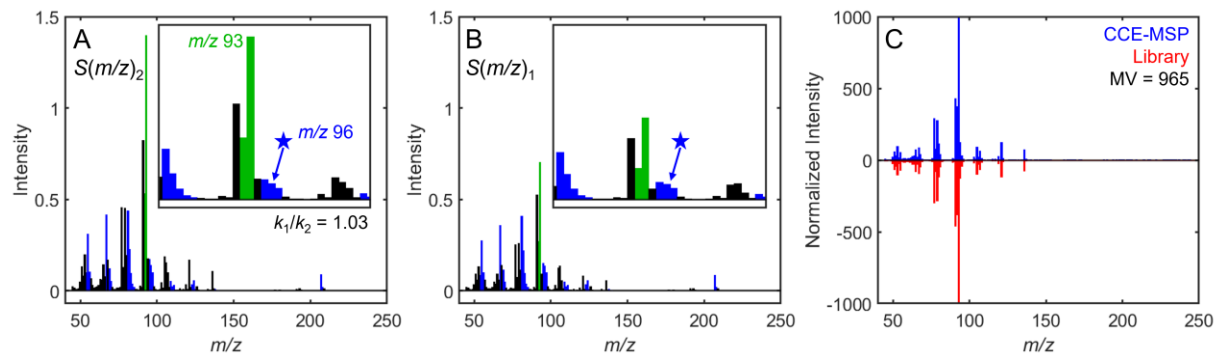 A
S(m/z)₂
m/z 93
m/z 96
k₁/k₂ = 1.03
Intensity
1.5
1
0.5
0
50 100 150 200 250
m/z
B
S(m/z)₁
Intensity
1.5
1
0.5
0
50 100 150 200 250
m/z
C
CCE-MSP
Library
MV = 965
Normalized Intensity
1000
500
0
-500
-1000
50 100 150 200 250
m/z